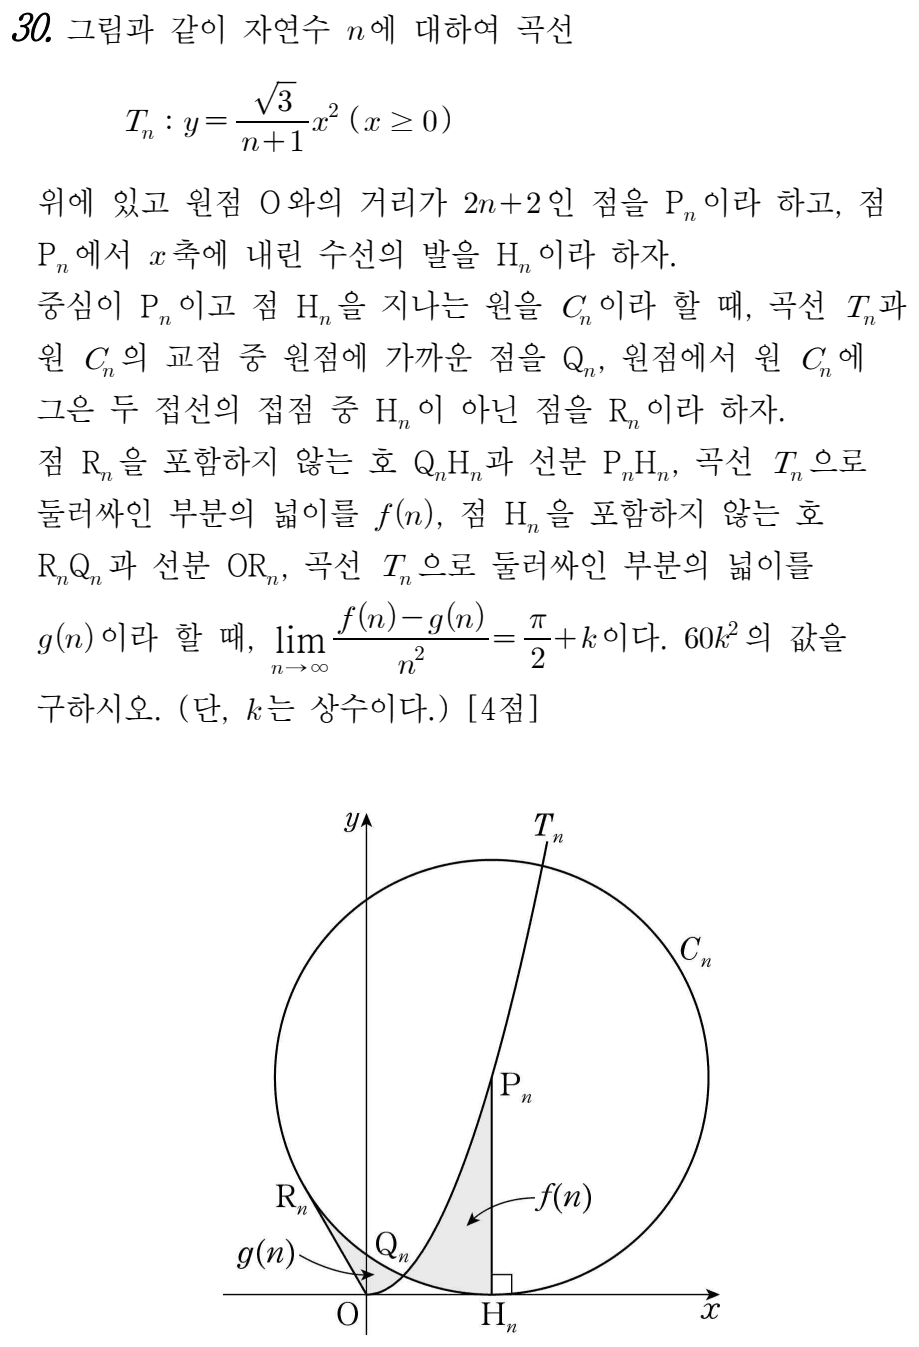 30. 그림과 같이 자연수 n에 대하여 곡선
T_n : y = \frac{\sqrt{3}}{n+1}x^2 (x ≥ 0)
위에 있고 원점 O와의 거리가 2n+2인 점을 P_n이라 하고, 점
P_n에서 x축에 내린 수선의 발을 H_n이라 하자.
중심이 P_n이고 점 H_n을 지나는 원을 C_n이라 할 때, 곡선 T_n과
원 C_n의 교점 중 원점에 가까운 점을 Q_n, 원점에서 원 C_n에
그은 두 접선의 접점 중 H_n이 아닌 점을 R_n이라 하자.
점 R_n을 포함하지 않는 호 Q_nH_n과 선분 P_nH_n, 곡선 T_n으로
둘러싸인 부분의 넓이를 f(n), 점 H_n을 포함하지 않는 호
R_nQ_n과 선분 OR_n, 곡선 T_n으로 둘러싸인 부분의 넓이를
g(n)이라 할 때, \lim_{n→∞} \frac{f(n)-g(n)}{n^2} = \frac{π}{2}+k이다. 60k^2의 값을
구하시오. (단, k는 상수이다.) [4점]
y
T_n
C_n
P_n
R_n
f(n)
Q_n
g(n)
O
H_n
x